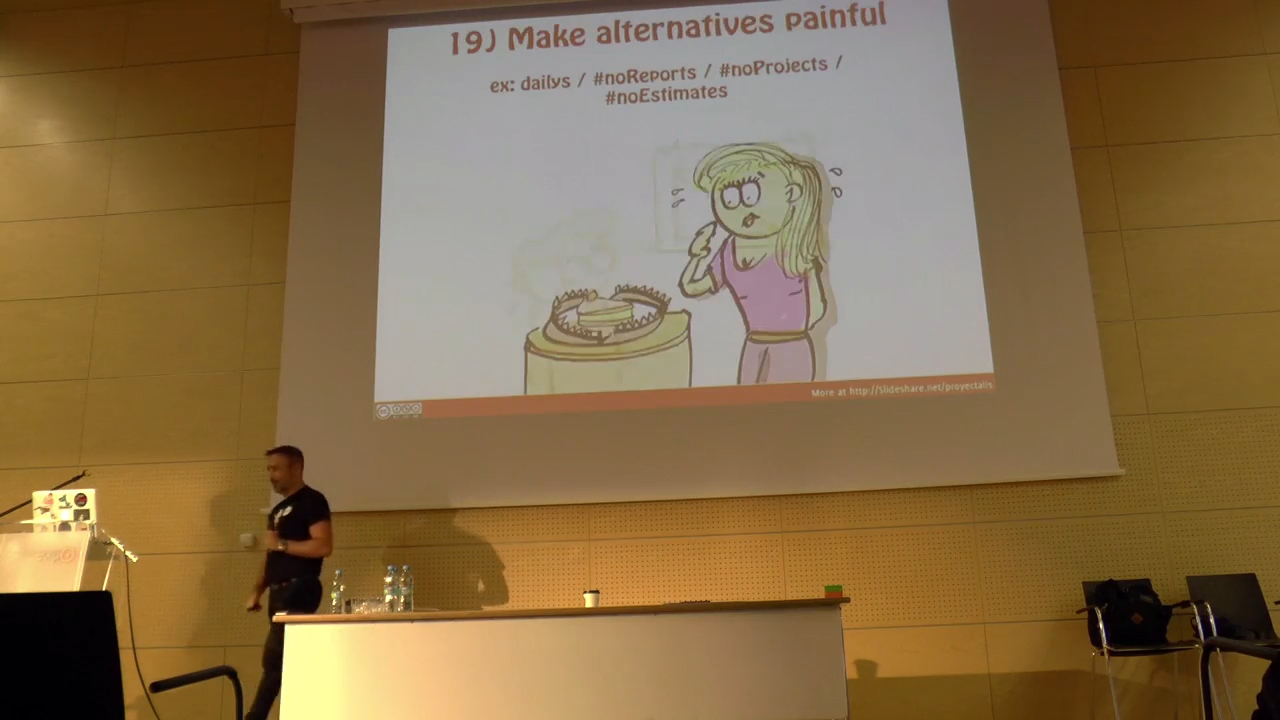 19) Make alternatives painful
ex: dailys / #noReports / #noProjects /
#noEstimates
More at http://slideshare.net/proyectalis